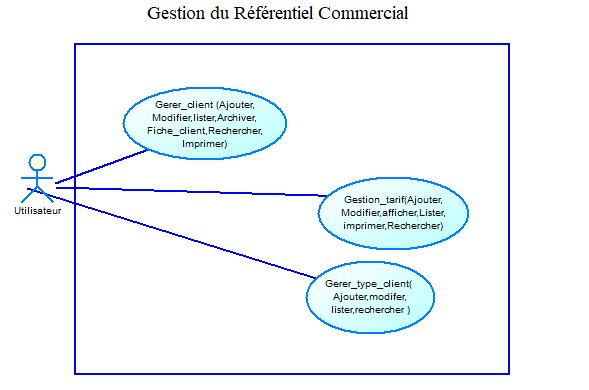 Gestion du Référentiel Commercial
Gerer_client (Ajouter,
Modifier,lister,Archiver,
Fiche_client,Rechercher,
Imprimer)
Utilisateur
Gestion_tarif(Ajouter,
Modifier,afficher,Lister,
imprimer,Rechercher)
Gerer_type_client(
Ajouter,modifer,
lister,rechercher )